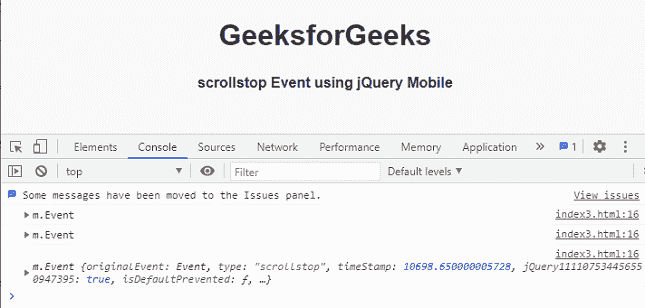 GeeksforGeeks
scrollstop Event using jQuery Mobile
Elements Console Sources Network Performance Memory Application » 1
top Filter Default levels
Some messages have been moved to the Issues panel. View issues
m.Event index3.html:16
m.Event index3.html:16
index3.html:16
m.Event {originalEvent: Event, type: "scrollstop", timeStamp: 10698.650000005728, jQuery11110753445655
0947395: true, isDefaultPrevented: ƒ, …}